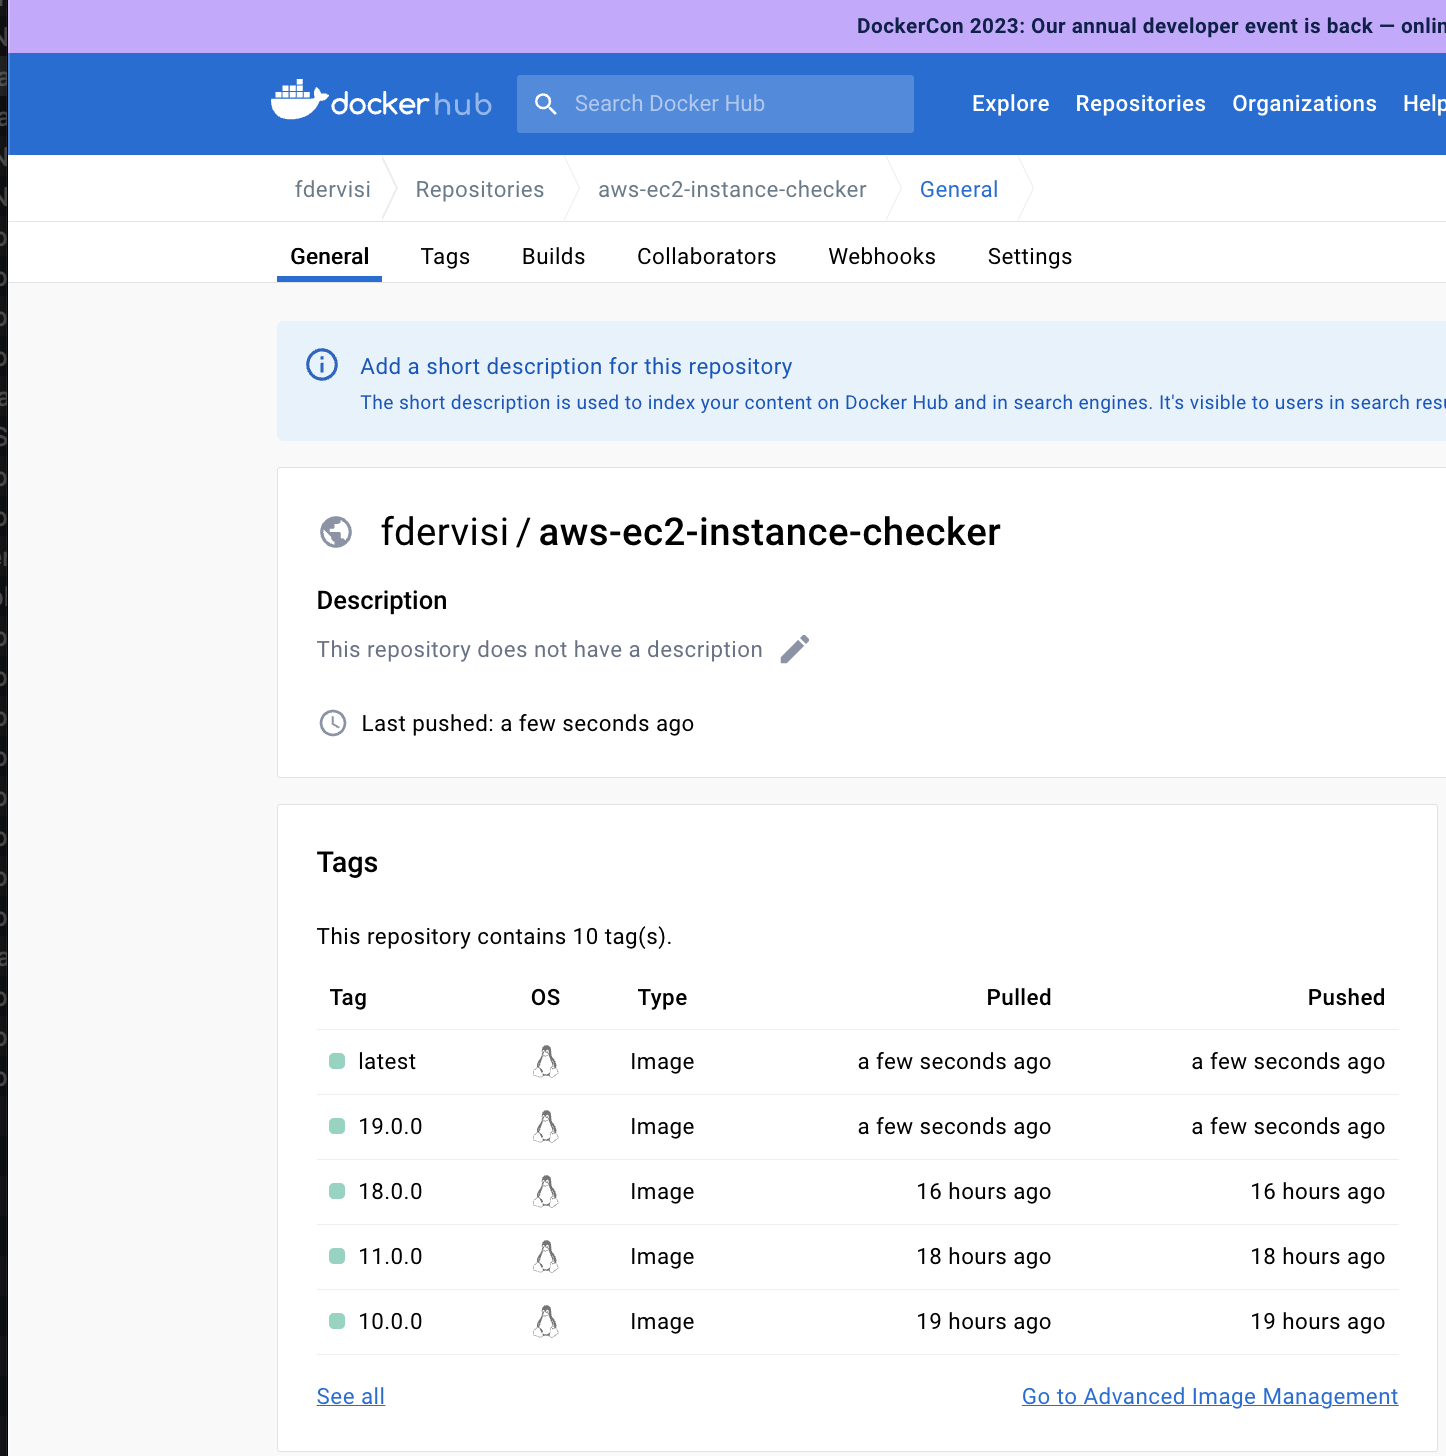 DockerCon 2023: Our annual developer event is back —
docker hub
Search Docker Hub
Explore Repositories Organizations Help
fdervisi Repositories aws-ec2-instance-checker General
General Tags Builds Collaborators Webhooks Settings
Add a short description for this repository
The short description is used to index your content on Docker Hub and in search engines. It's visible to users in search
fdervisi / aws-ec2-instance-checker
Description
This repository does not have a description
Last pushed: a few seconds ago
Tags
This repository contains 10 tag(s).
Tag OS Type Pulled Pushed
latest Image a few seconds ago a few seconds ago
19.0.0 Image a few seconds ago a few seconds ago
18.0.0 Image 16 hours ago 16 hours ago
11.0.0 Image 18 hours ago 18 hours ago
10.0.0 Image 19 hours ago 19 hours ago
See all Go to Advanced Image Management